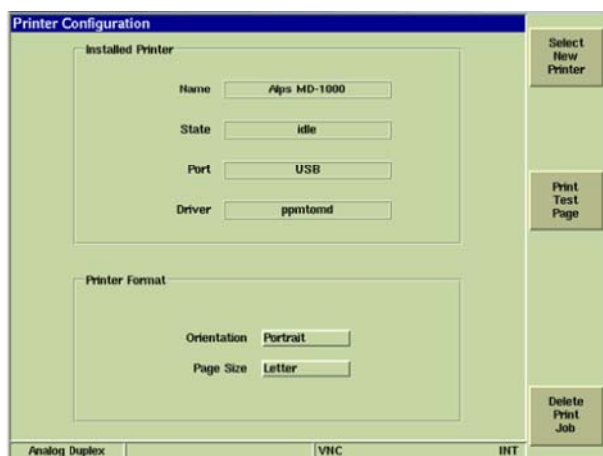 Printer Configuration
Installed Printer
Name Alps MD-1000
State idle
Port USB
Driver ppmtomd
Printer Format
Orientation Portrait
Page Size Letter
Select
New
Printer
Print
Test
Page
Delete
Print
Job
Analog Duplex VNC INT